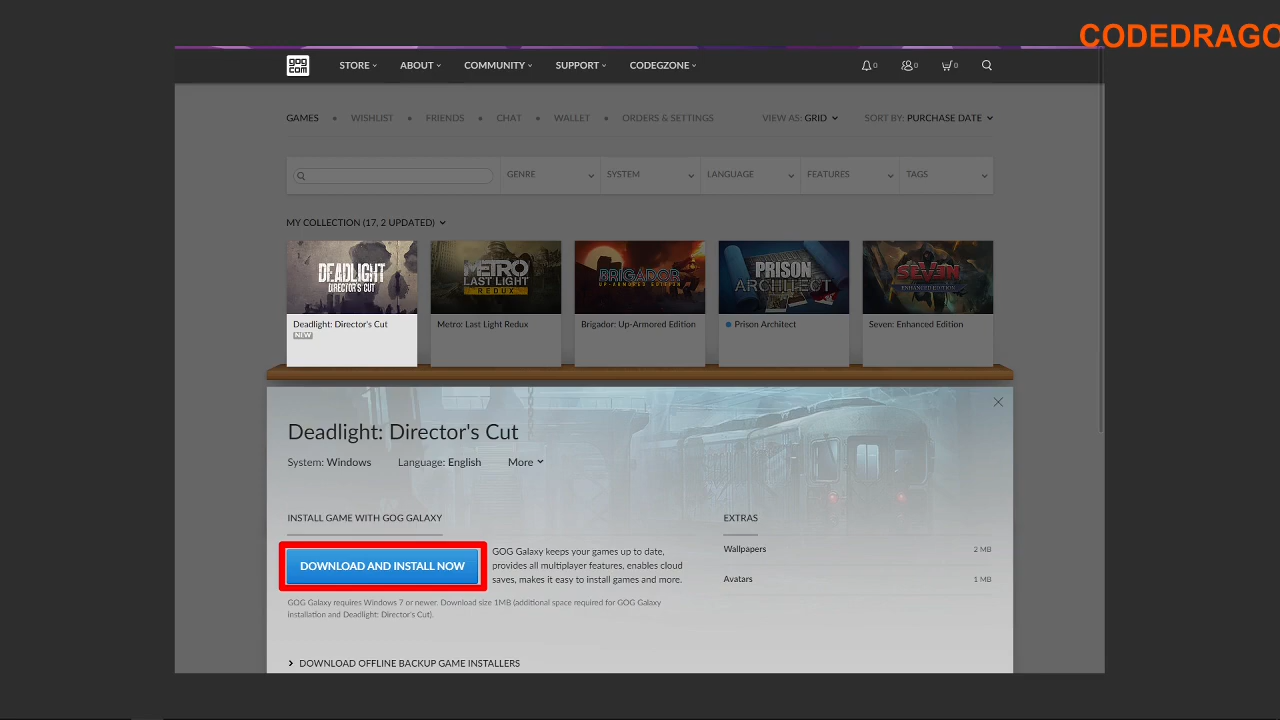 CODEDRAGO
gog
com
STORE
ABOUT
COMMUNITY
SUPPORT
CODEGZONE
0
0
0
GAMES
WISHLIST
FRIENDS
CHAT
WALLET
ORDERS & SETTINGS
VIEW AS: GRID
SORT BY: PURCHASE DATE
GENRE
SYSTEM
LANGUAGE
FEATURES
TAGS
MY COLLECTION (17, 2 UPDATED)
DEADLIGHT
DIRECTOR'S CUT
METRO
LAST LIGHT
REDUX
BRIGADOR
UP-ARMORED EDITION
PRISON
ARCHITECT
SEVEN
ENHANCED EDITION
Deadlight: Director's Cut
NEW
Metro: Last Light Redux
Brigador: Up-Armored Edition
Prison Architect
Seven: Enhanced Edition
Deadlight: Director's Cut
System: Windows
Language: English
More
INSTALL GAME WITH GOG GALAXY
DOWNLOAD AND INSTALL NOW
GOG Galaxy keeps your games up to date,
provides all multiplayer features, enables cloud
saves, makes it easy to install games and more.
GOG Galaxy requires Windows 7 or newer. Download size 1MB (additional space required for GOG Galaxy
installation and Deadlight: Director's Cut).
EXTRAS
Wallpapers
2 MB
Avatars
1 MB
DOWNLOAD OFFLINE BACKUP GAME INSTALLERS